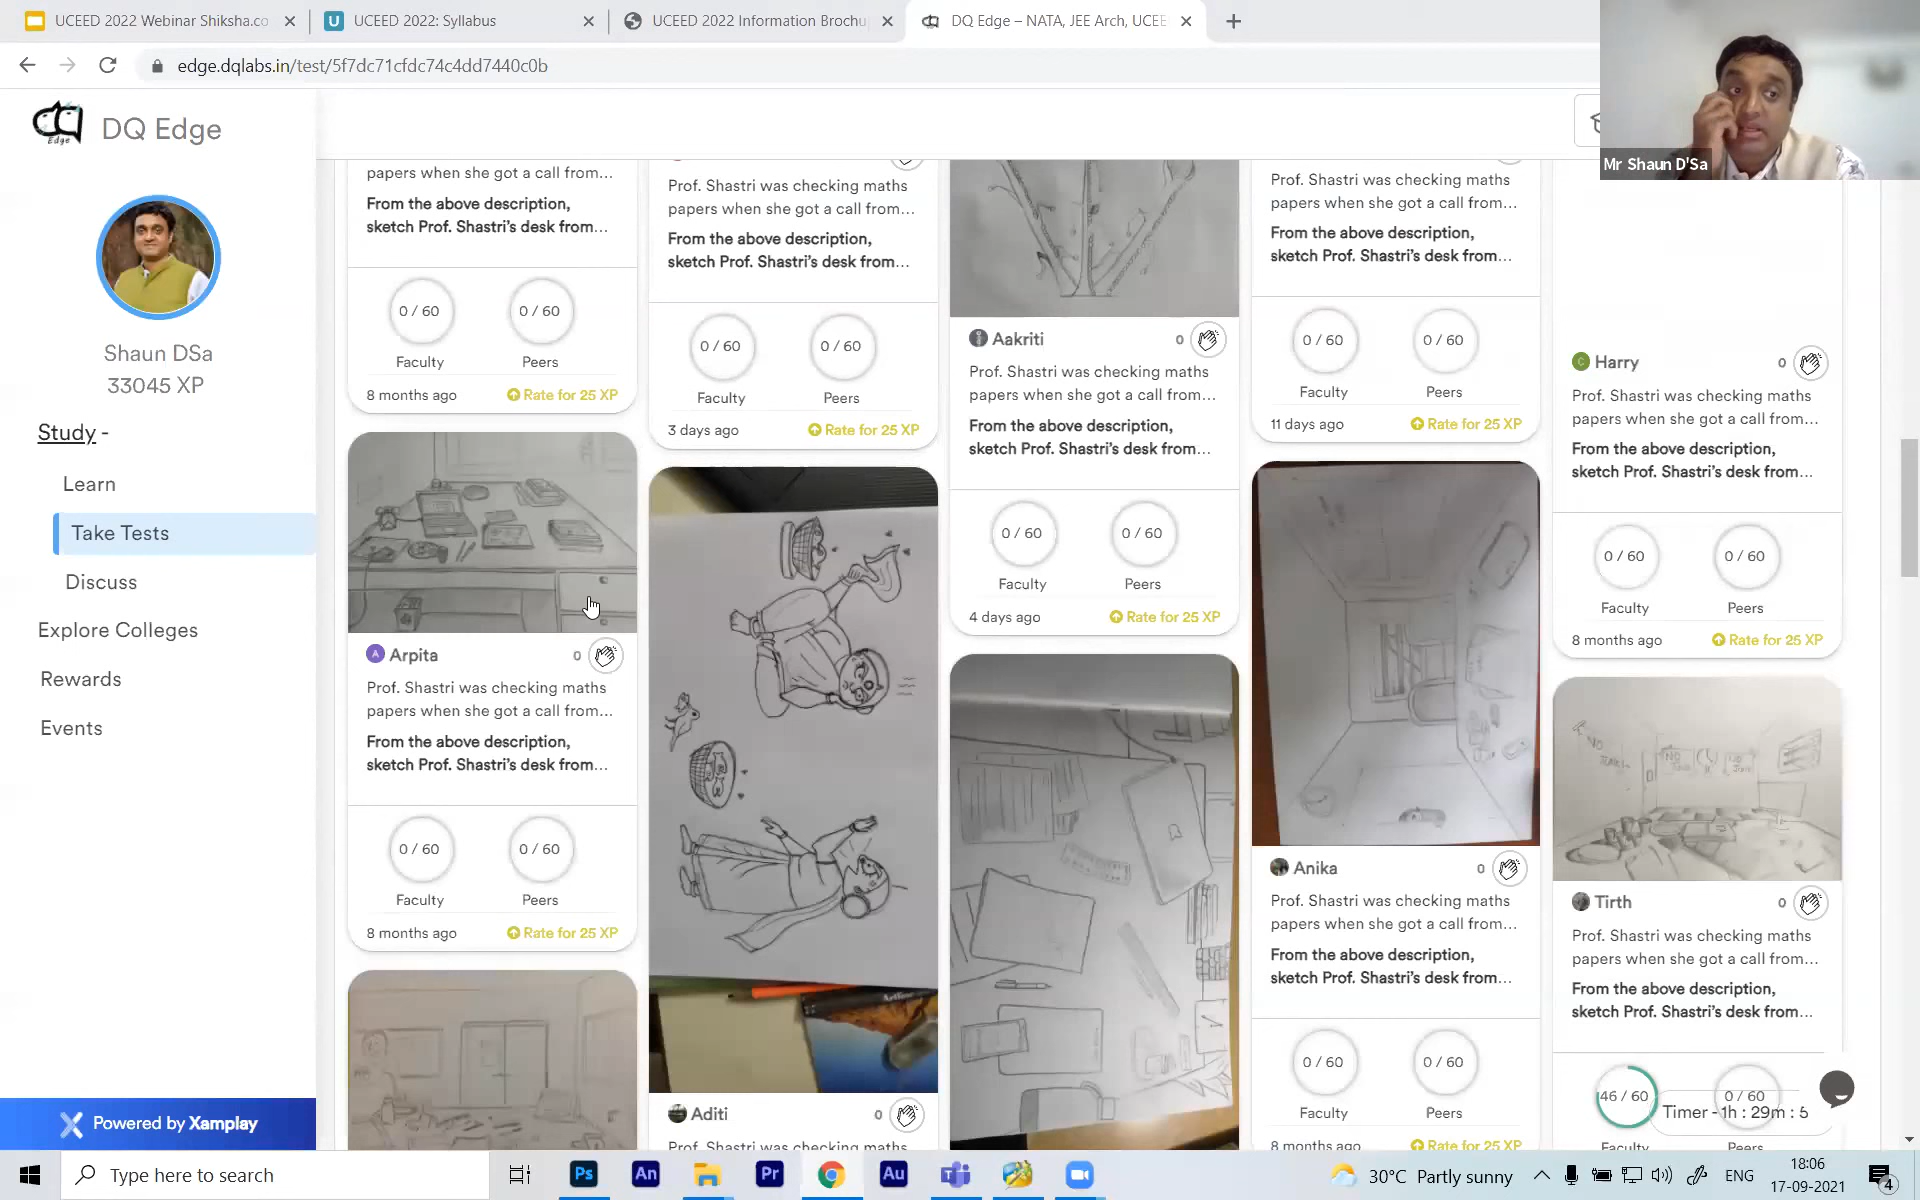 UCEED 2022 Webinar Shiksha.co
UCEED 2022: Syllabus
UCEED 2022 Information Brochu
DQ Edge – NATA, JEE Arch, UCEE
edge.dqlabs.in/test/5f7dc71cfdc74c4dd7440c0b
Mr Shaun D'Sa
Edge
DQ Edge
Shaun DSa
33045 XP
Study -
Learn
Take Tests
Discuss
Explore Colleges
Rewards
Events
Powered by Xamplay
papers when she got a call from...
From the above description,
sketch Prof. Shastri's desk from...
0 / 60
0 / 60
Faculty
Peers
8 months ago
Rate for 25 XP
Arpita
0
Prof. Shastri was checking maths
papers when she got a call from...
From the above description,
sketch Prof. Shastri's desk from...
0 / 60
0 / 60
Faculty
Peers
8 months ago
Rate for 25 XP
Prof. Shastri was checking maths
papers when she got a call from...
From the above description,
sketch Prof. Shastri's desk from...
0 / 60
0 / 60
Faculty
Peers
3 days ago
Rate for 25 XP
Aditi
0
Prof. Shastri was checking maths
Aakriti
0
Prof. Shastri was checking maths
papers when she got a call from...
From the above description,
sketch Prof. Shastri's desk from...
0 / 60
0 / 60
Faculty
Peers
4 days ago
Rate for 25 XP
Prof. Shastri was checking maths
papers when she got a call from...
From the above description,
sketch Prof. Shastri's desk from...
0 / 60
0 / 60
Faculty
Peers
11 days ago
Rate for 25 XP
Anika
0
Prof. Shastri was checking maths
papers when she got a call from...
From the above description,
sketch Prof. Shastri's desk from...
0 / 60
0 / 60
Faculty
Peers
8 months ago
Rate for 25 XP
Harry
0
Prof. Shastri was checking maths
papers when she got a call from...
From the above description,
sketch Prof. Shastri's desk from...
0 / 60
0 / 60
Faculty
Peers
8 months ago
Rate for 25 XP
NO
NO
Tirth
0
Prof. Shastri was checking maths
papers when she got a call from...
From the above description,
sketch Prof. Shastri's desk from...
46 / 60
0 / 60
Timer - 1h : 29m : 5
Faculty
Peers
Type here to search
Ps
An
Pr
Au
30°C Partly sunny
ENG
18:06
17-09-2021
4